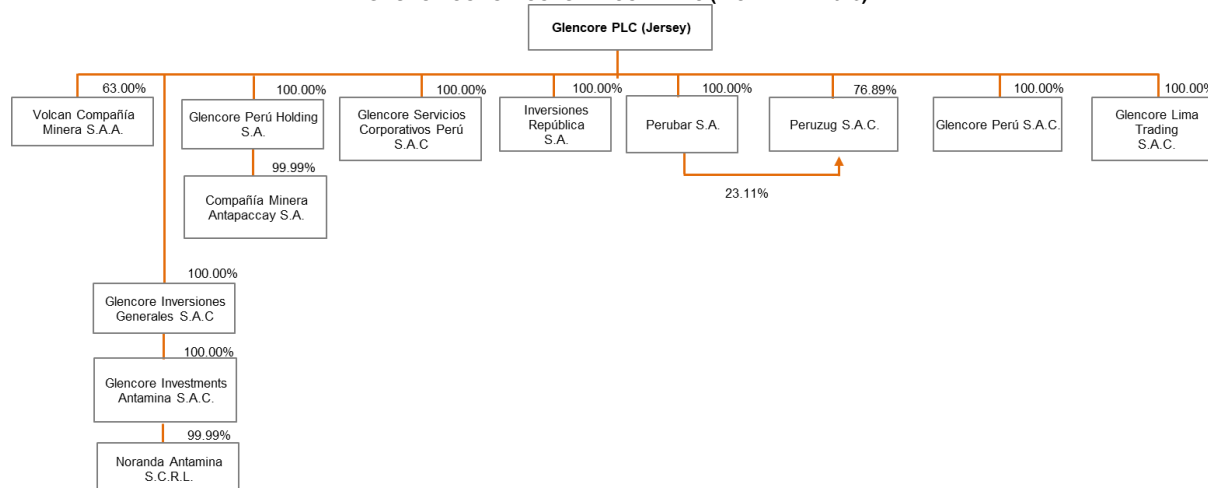 Glencore PLC (Jersey)
63.00%
100.00%
100.00%
100.00%
100.00%
76.89%
100.00%
100.00%
Volcan Compañía
Minera S.A.A.
Glencore Perú Holding
S.A.
Glencore Servicios
Corporativos Perú
S.A.C
Inversiones
República
S.A.
Perubar S.A.
Peruzug S.A.C.
Glencore Perú S.A.C.
Glencore Lima
Trading
S.A.C.
99.99%
23.11%
Compañía Minera
Antapaccay S.A.
100.00%
Glencore Inversiones
Generales S.A.C
100.00%
Glencore Investments
Antamina S.A.C.
99.99%
Noranda Antamina
S.C.R.L.